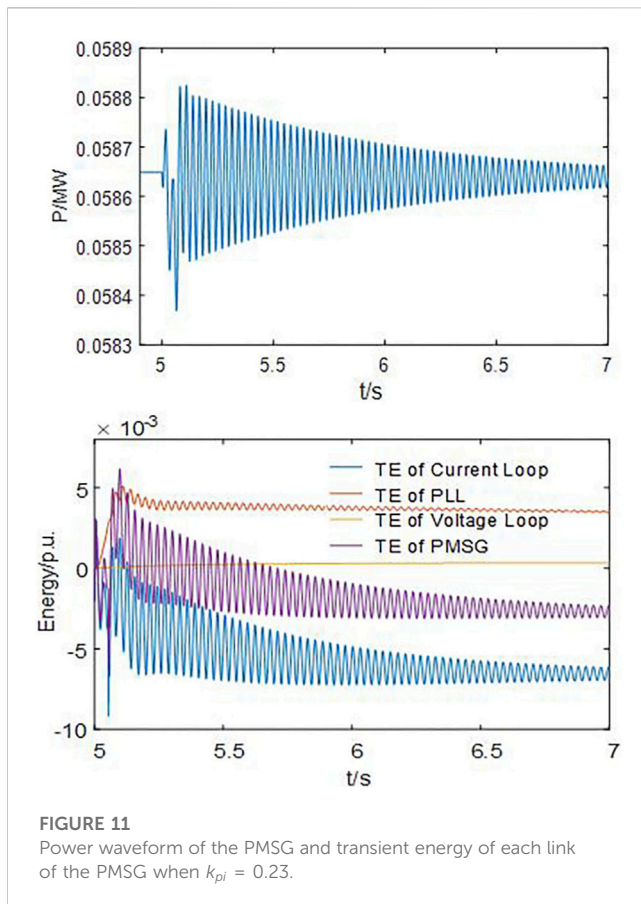 0.0589
0.0588
0.0587
0.0586
0.0585
0.0584
0.0583
P/MW
5
5.5
6
6.5
7
t/s
× 10⁻³
5
0
-5
-10
Energy/p.u.
TE of Current Loop
TE of PLL
TE of Voltage Loop
TE of PMSG
5
5.5
6
6.5
7
t/s
FIGURE 11
Power waveform of the PMSG and transient energy of each link
of the PMSG when kpi = 0.23.